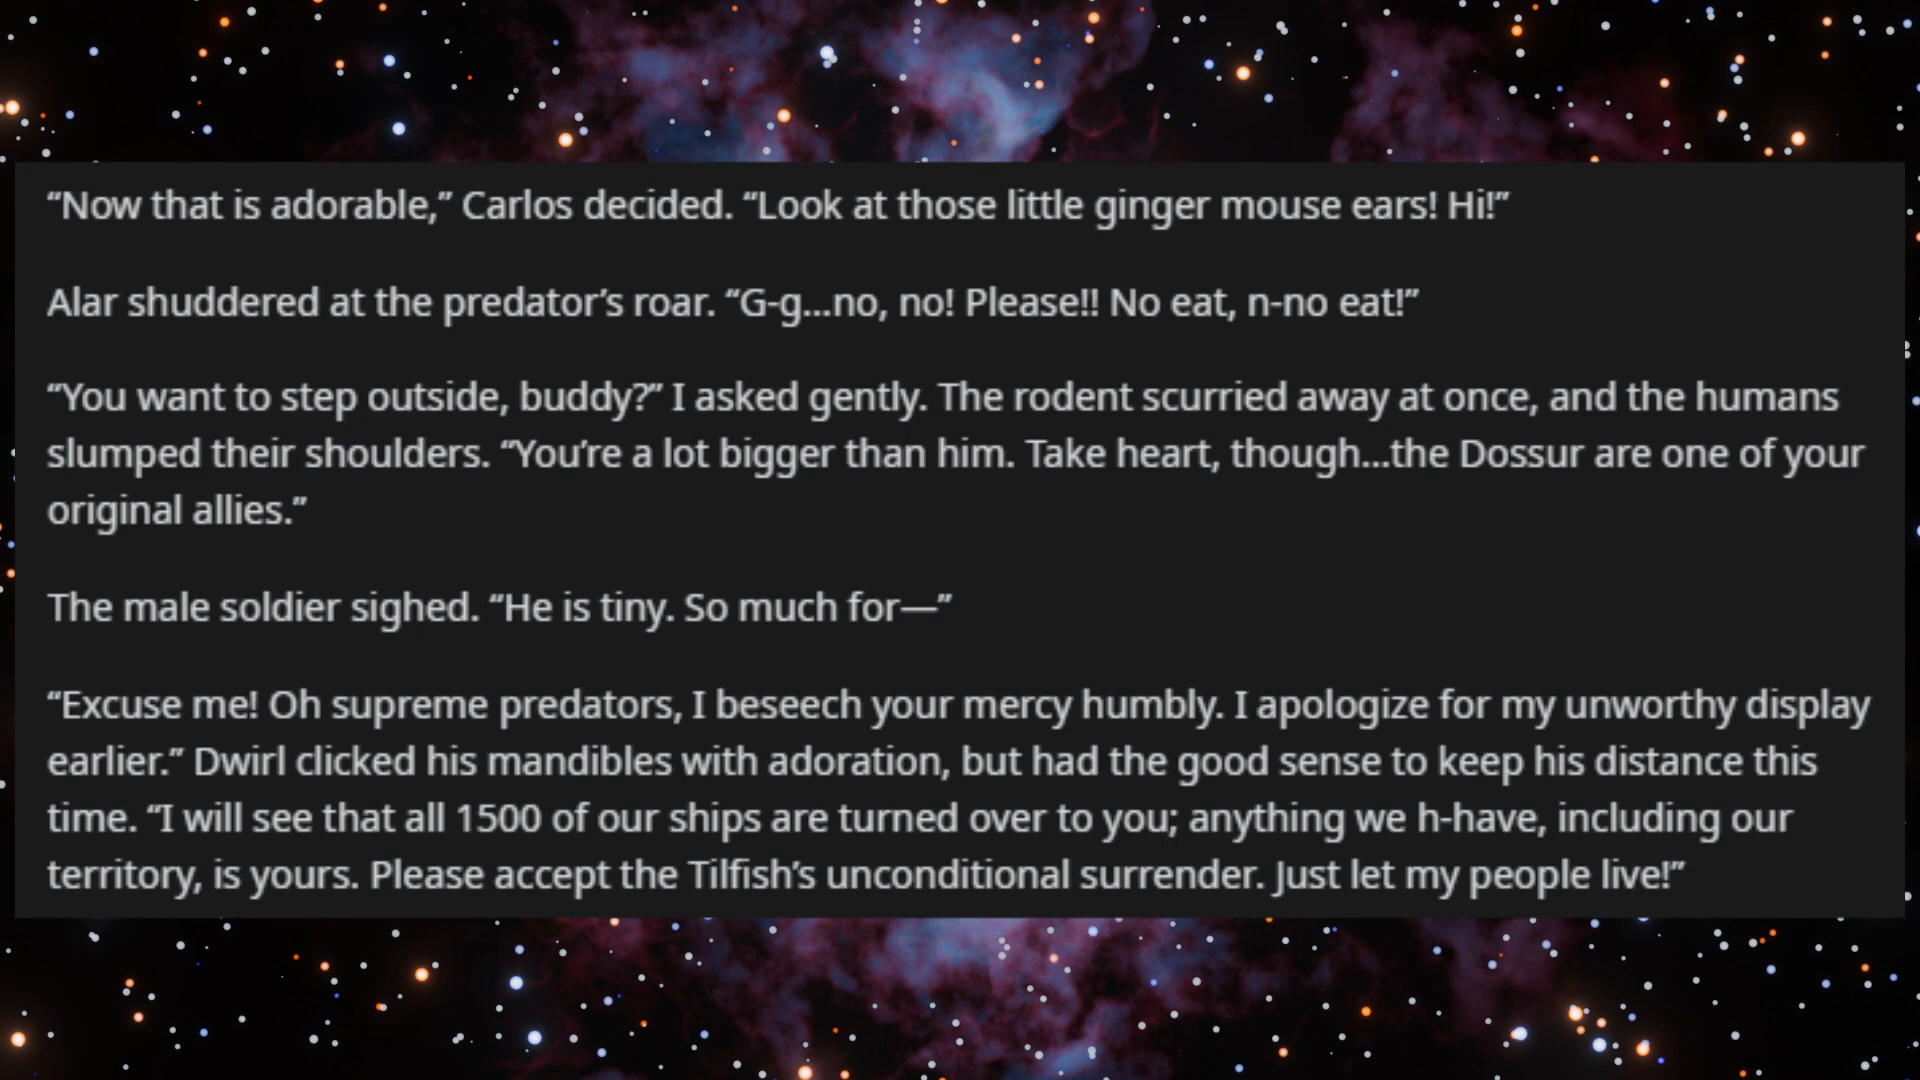 “Now that is adorable,” Carlos decided. “Look at those little ginger mouse ears! Hi!”
Alar shuddered at the predator’s roar. “G-g...no, no! Please!! No eat, n-no eat!”
“You want to step outside, buddy?” I asked gently. The rodent scurried away at once, and the humans
slumped their shoulders. “You’re a lot bigger than him. Take heart, though...the Dossur are one of your
original allies.”
The male soldier sighed. “He is tiny. So much for—”
“Excuse me! Oh supreme predators, I beseech your mercy humbly. I apologize for my unworthy display
earlier.” Dwirl clicked his mandibles with adoration, but had the good sense to keep his distance this
time. “I will see that all 1500 of our ships are turned over to you; anything we h-have, including our
territory, is yours. Please accept the Tilfish’s unconditional surrender. Just let my people live!”